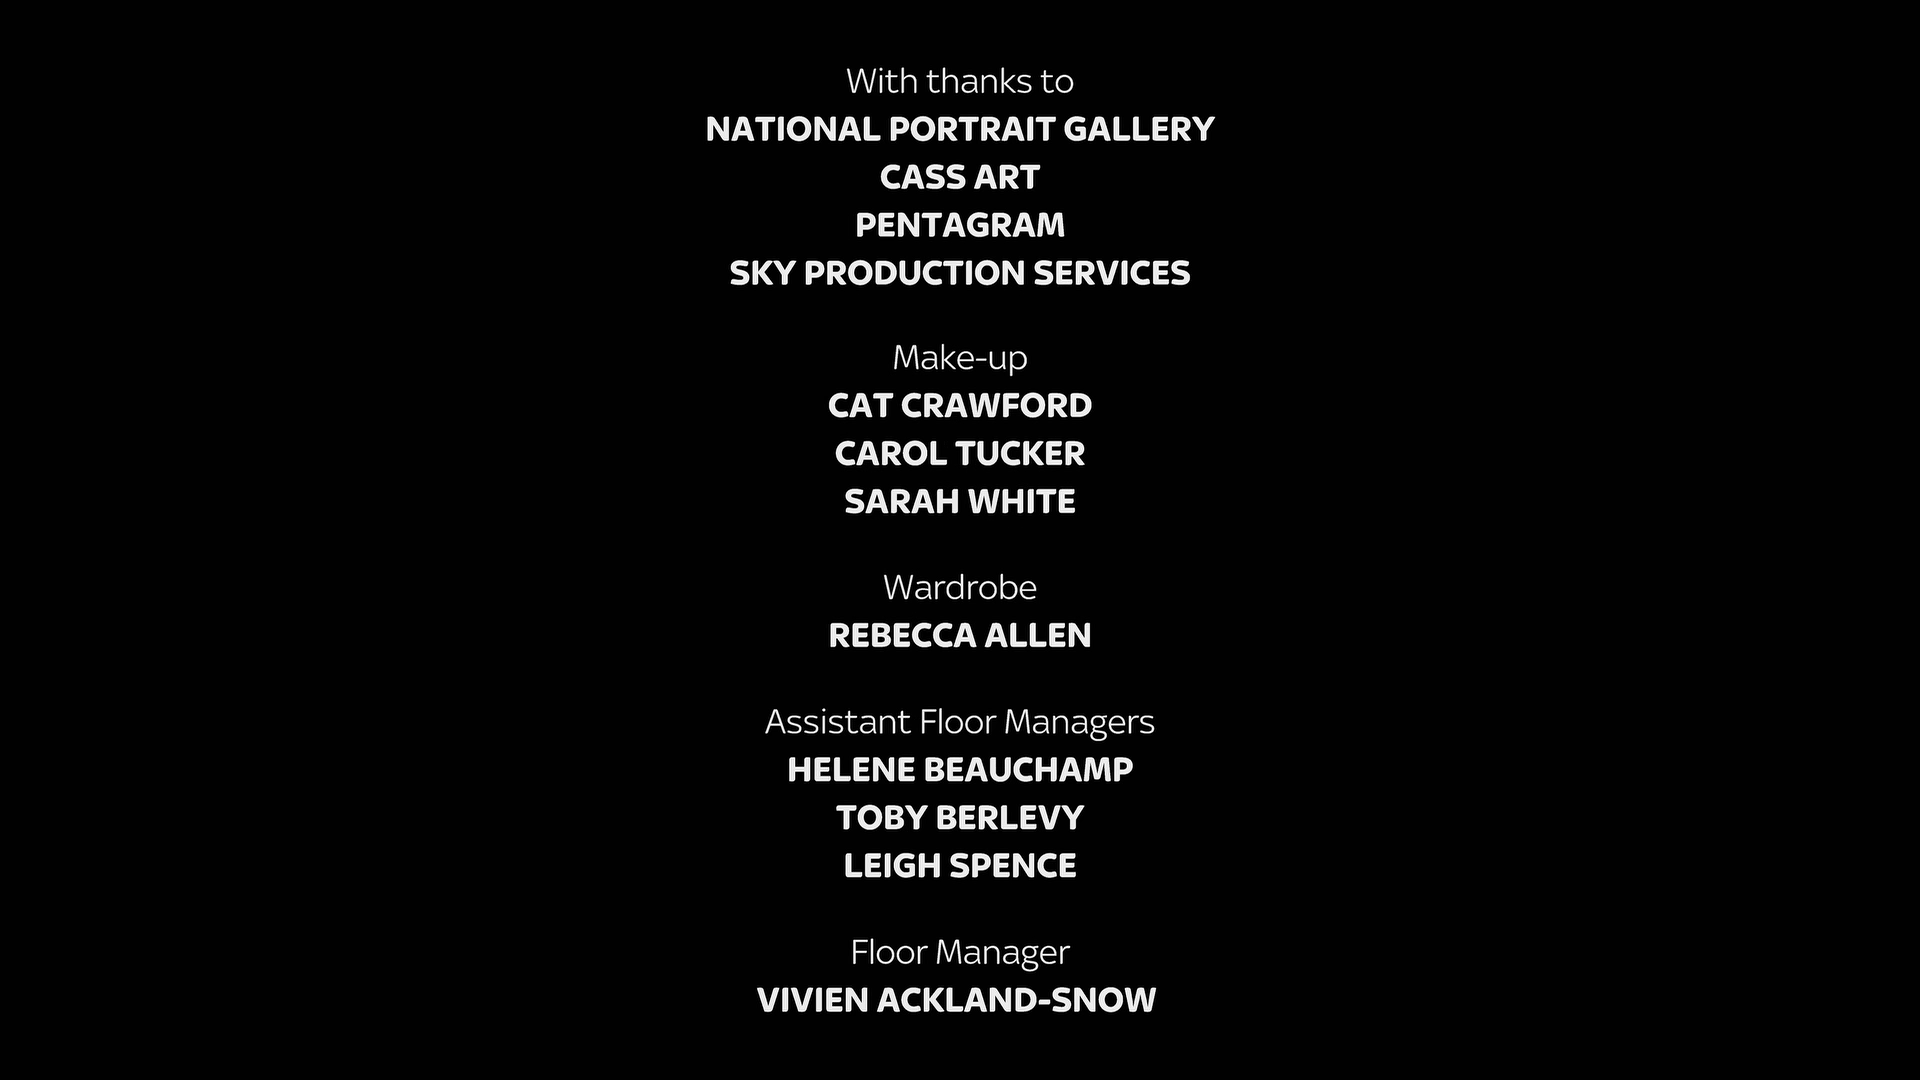 With thanks to
NATIONAL PORTRAIT GALLERY
CASS ART
PENTAGRAM
SKY PRODUCTION SERVICES
Make-up
CAT CRAWFORD
CAROL TUCKER
SARAH WHITE
Wardrobe
REBECCA ALLEN
Assistant Floor Managers
HELENE BEAUCHAMP
TOBY BERLEVY
LEIGH SPENCE
Floor Manager
VIVIEN ACKLAND-SNOW